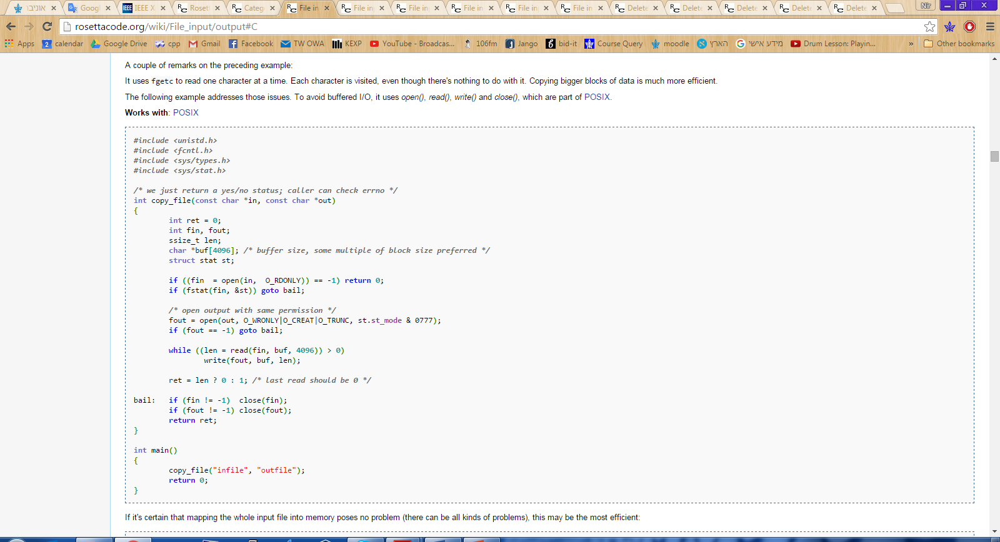 אוניבר
Googl
IEEE X
Rosett
Categ
File in
File in
File in
File in
File in
File in
Delete
Delete
Delete
Delete
Delete
Nir
rosettacode.org/wiki/File_input/output#C
Apps
calendar
Google Drive
cpp
Gmail
Facebook
TW OWA
KEXP
YouTube - Broadcas...
106fm
Jango
bid-it
Course Query
moodle
הארץ
מידע אישי
Drum Lesson: Playin...
»
Other bookmarks
A couple of remarks on the preceding example:
It uses fgetc to read one character at a time. Each character is visited, even though there's nothing to do with it. Copying bigger blocks of data is much more efficient.
The following example addresses those issues. To avoid buffered I/O, it uses open(), read(), write() and close(), which are part of POSIX.
Works with: POSIX
#include <unistd.h>
#include <fcntl.h>
#include <sys/types.h>
#include <sys/stat.h>
/* we just return a yes/no status; caller can check errno */
int copy_file(const char *in, const char *out)
{
int ret = 0;
int fin, fout;
ssize_t len;
char *buf[4096]; /* buffer size, some multiple of block size preferred */
struct stat st;
if ((fin  = open(in,  O_RDONLY)) == -1) return 0;
if (fstat(fin, &st)) goto bail;
/* open output with same permission */
fout = open(out, O_WRONLY|O_CREAT|O_TRUNC, st.st_mode & 0777);
if (fout == -1) goto bail;
while ((len = read(fin, buf, 4096)) > 0)
write(fout, buf, len);
ret = len ? 0 : 1; /* last read should be 0 */
bail:   if (fin != -1)  close(fin);
if (fout != -1) close(fout);
return ret;
}
int main()
{
copy_file("infile", "outfile");
return 0;
}
If it's certain that mapping the whole input file into memory poses no problem (there can be all kinds of problems), this may be the most efficient: